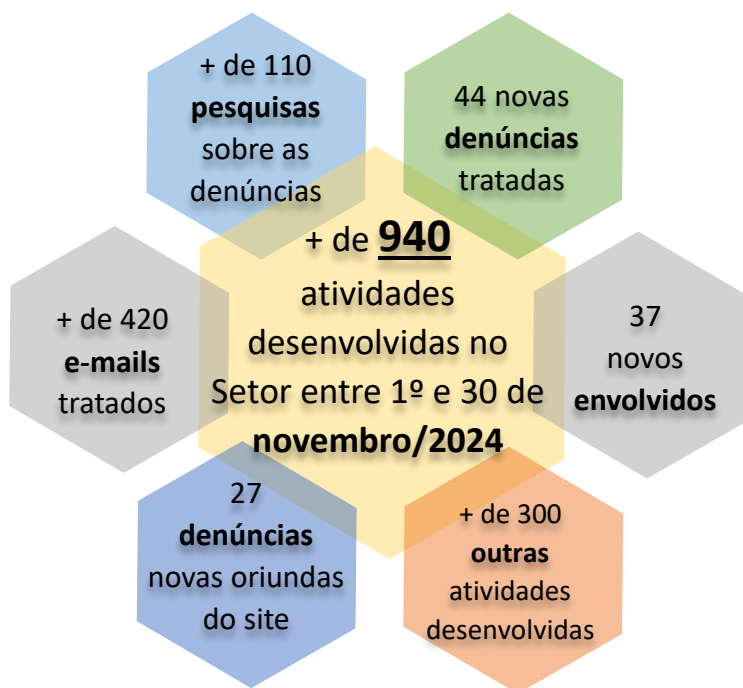 + de 110
pesquisas
sobre as
denúncias
44 novas
denúncias
tratadas
+ de 940
atividades
desenvolvidas no
Setor entre 1º e 30 de
novembro/2024
+ de 420
e-mails
tratados
37
novos
envolvidos
27
denúncias
novas oriundas
do site
+ de 300
outras
atividades
desenvolvidas